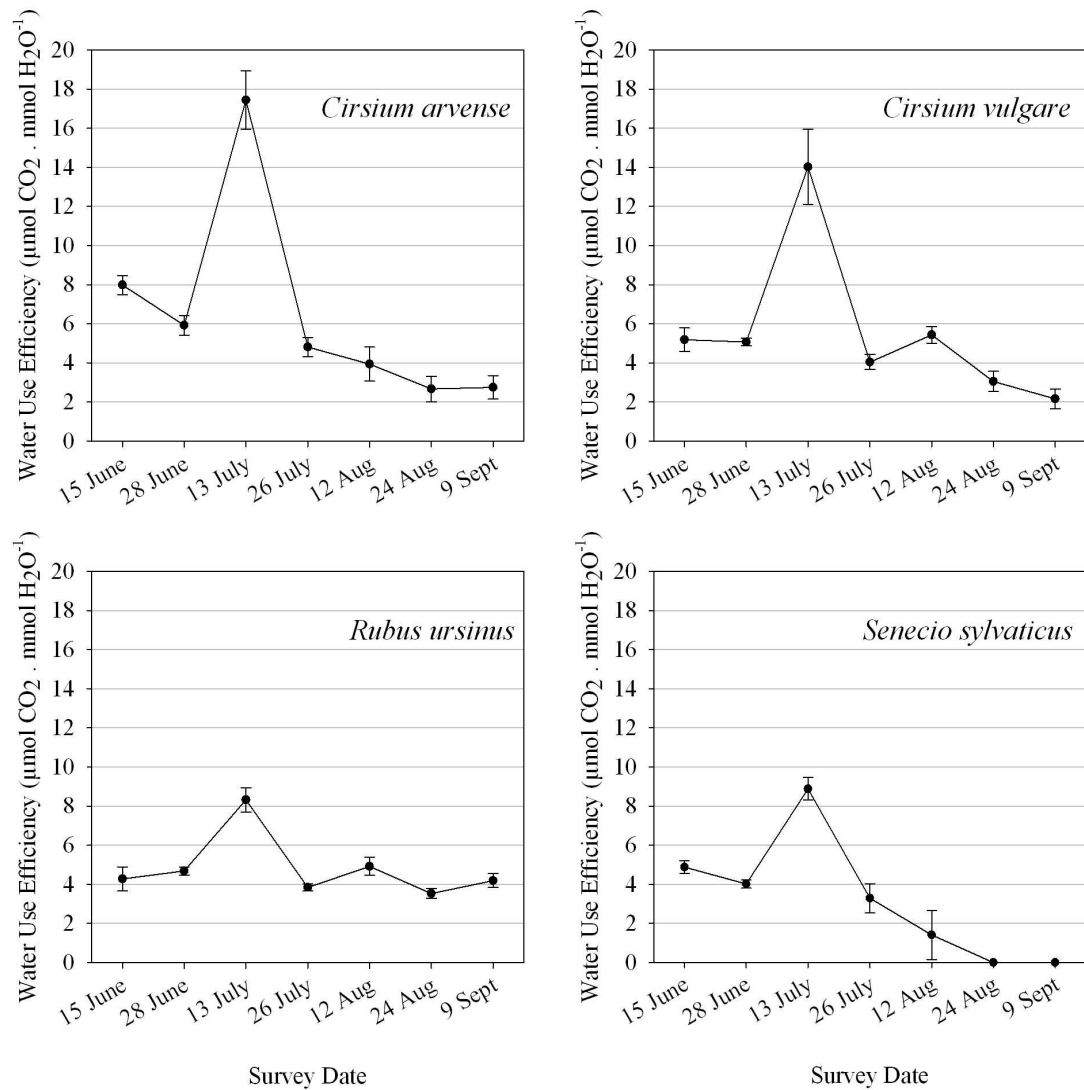 Water Use Efficiency (µmol CO₂ . mmol H₂O⁻¹)
20
18
16
14
12
10
8
6
4
2
0
Cirsium arvense
15 June
28 June
13 July
26 July
12 Aug
24 Aug
9 Sept
Water Use Efficiency (µmol CO₂ . mmol H₂O⁻¹)
20
18
16
14
12
10
8
6
4
2
0
Cirsium vulgare
15 June
28 June
13 July
26 July
12 Aug
24 Aug
9 Sept
Water Use Efficiency (µmol CO₂ . mmol H₂O⁻¹)
20
18
16
14
12
10
8
6
4
2
0
Rubus ursinus
15 June
28 June
13 July
26 July
12 Aug
24 Aug
9 Sept
Survey Date
Water Use Efficiency (µmol CO₂ . mmol H₂O⁻¹)
20
18
16
14
12
10
8
6
4
2
0
Senecio sylvaticus
15 June
28 June
13 July
26 July
12 Aug
24 Aug
9 Sept
Survey Date